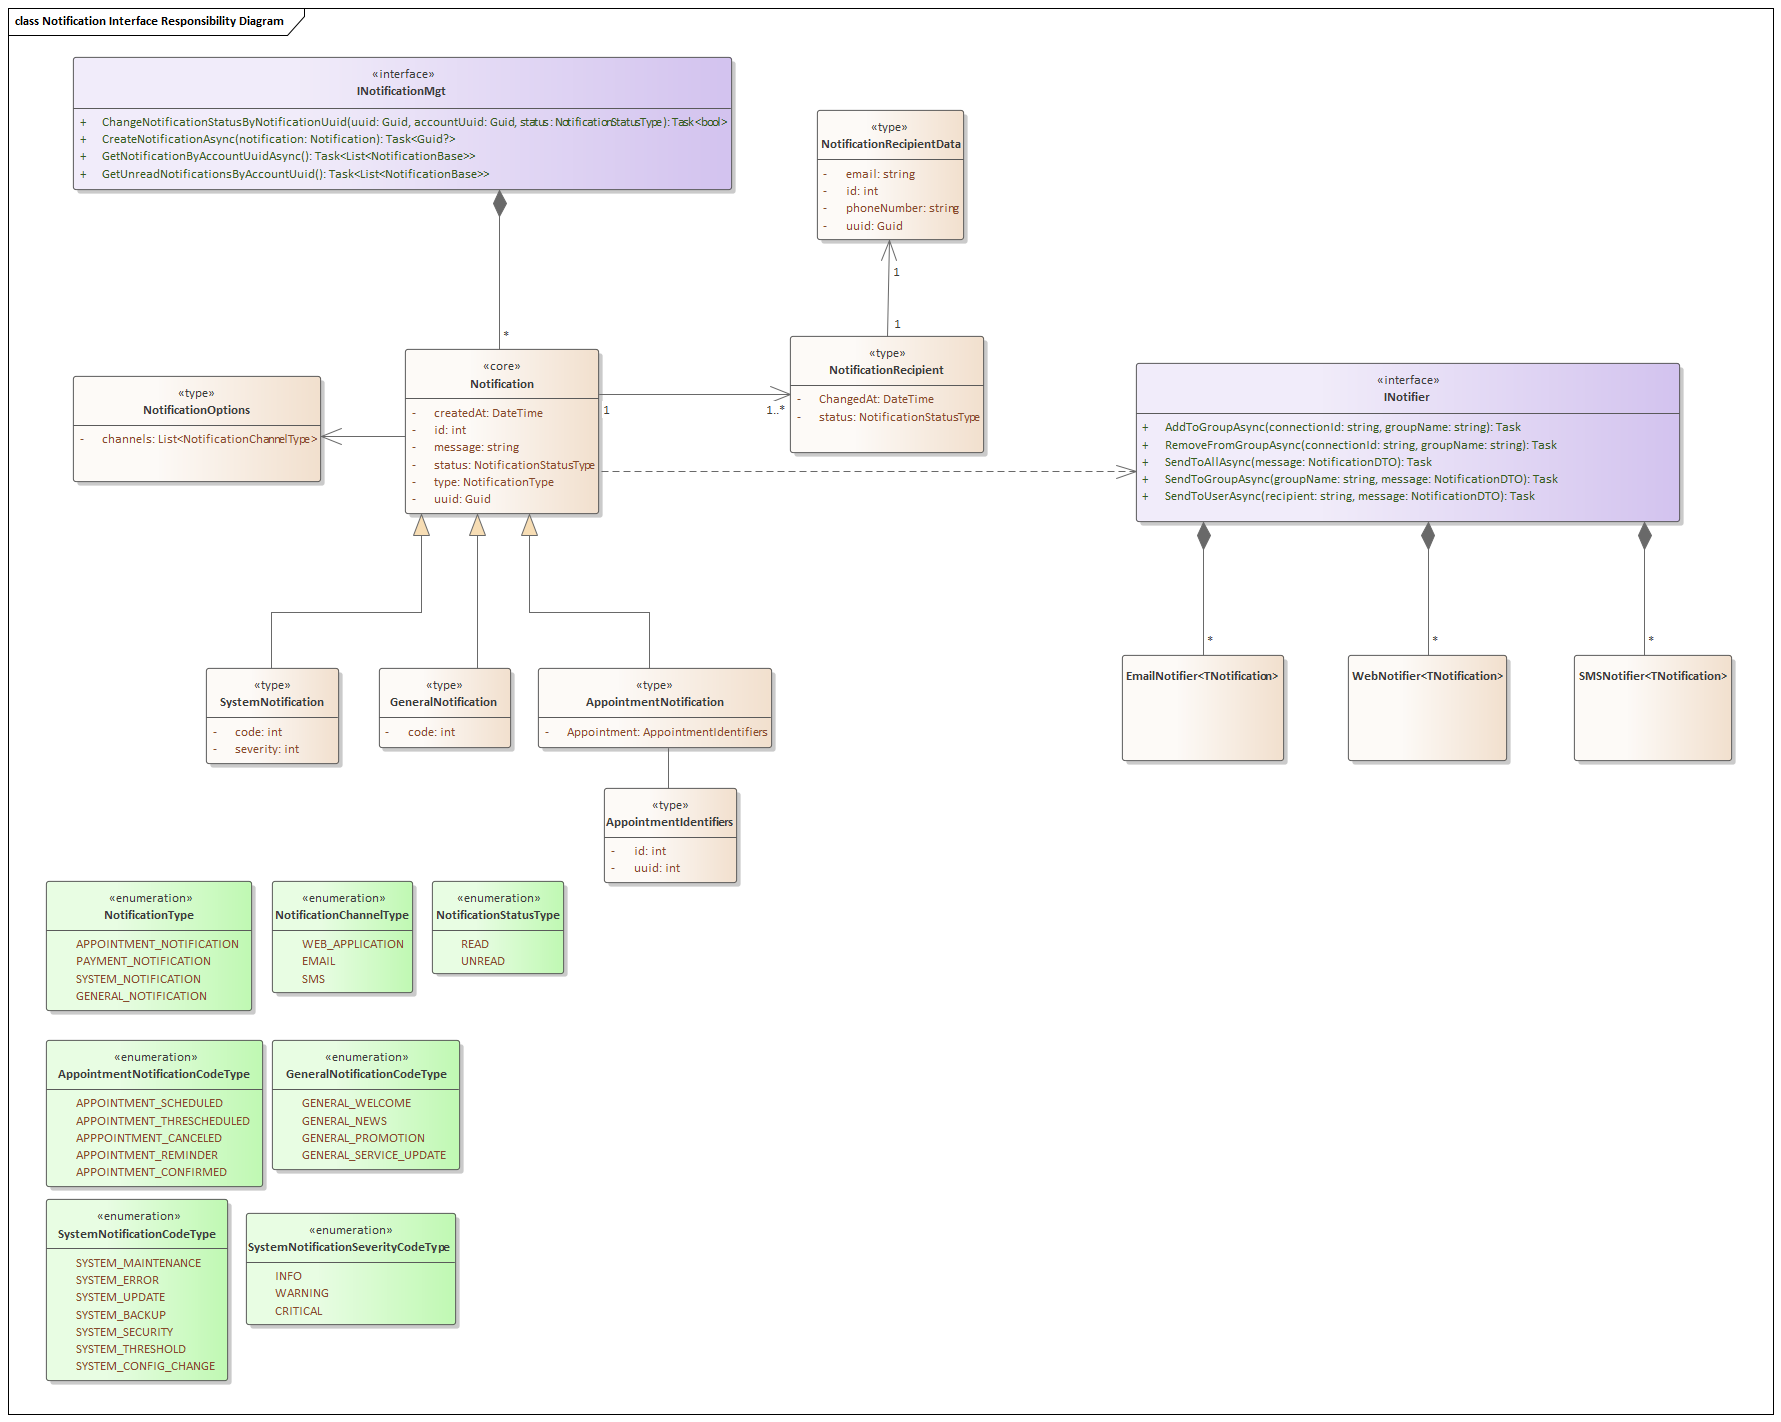 class Notification Interface Responsibility Diagram
«interface»
INotificationMgt
+ ChangeNotificationStatusByNotificationUuid(uuid: Guid, accountUuid: Guid, status: NotificationStatusType): Task<bool>
+ CreateNotificationAsync(notification: Notification): Task<Guid?>
+ GetNotificationByAccountUuidAsync(): Task<List<NotificationBase>>
+ GetUnreadNotificationsByAccountUuid(): Task<List<NotificationBase>>
«type»
NotificationRecipientData
- email: string
- id: int
- phoneNumber: string
- uuid: Guid
1
1
*
«core»
Notification
- createdAt: DateTime
- id: int
- message: string
- status: NotificationStatusType
- type: NotificationType
- uuid: Guid
1
1..*
«type»
NotificationRecipient
- ChangedAt: DateTime
- status: NotificationStatusType
«type»
NotificationOptions
- channels: List<NotificationChannelType>
«interface»
INotifier
+ AddToGroupAsync(connectionId: string, groupName: string): Task
+ RemoveFromGroupAsync(connectionId: string, groupName: string): Task
+ SendToAllAsync(message: NotificationDTO): Task
+ SendToGroupAsync(groupName: string, message: NotificationDTO): Task
+ SendToUserAsync(recipient: string, message: NotificationDTO): Task
*
*
*
EmailNotifier<TNotification>
WebNotifier<TNotification>
SMSNotifier<TNotification>
«type»
SystemNotification
- code: int
- severity: int
«type»
GeneralNotification
- code: int
«type»
AppointmentNotification
- Appointment: AppointmentIdentifiers
«type»
AppointmentIdentifiers
- id: int
- uuid: int
«enumeration»
NotificationType
APPOINTMENT_NOTIFICATION
PAYMENT_NOTIFICATION
SYSTEM_NOTIFICATION
GENERAL_NOTIFICATION
«enumeration»
NotificationChannelType
WEB_APPLICATION
EMAIL
SMS
«enumeration»
NotificationStatusType
READ
UNREAD
«enumeration»
AppointmentNotificationCodeType
APPOINTMENT_SCHEDULED
APPOINTMENT_THRESCHEDULED
APPPOINTMENT_CANCELED
APPOINTMENT_REMINDER
APPOINTMENT_CONFIRMED
«enumeration»
GeneralNotificationCodeType
GENERAL_WELCOME
GENERAL_NEWS
GENERAL_PROMOTION
GENERAL_SERVICE_UPDATE
«enumeration»
SystemNotificationCodeType
SYSTEM_MAINTENANCE
SYSTEM_ERROR
SYSTEM_UPDATE
SYSTEM_BACKUP
SYSTEM_SECURITY
SYSTEM_THRESHOLD
SYSTEM_CONFIG_CHANGE
«enumeration»
SystemNotificationSeverityCodeType
INFO
WARNING
CRITICAL